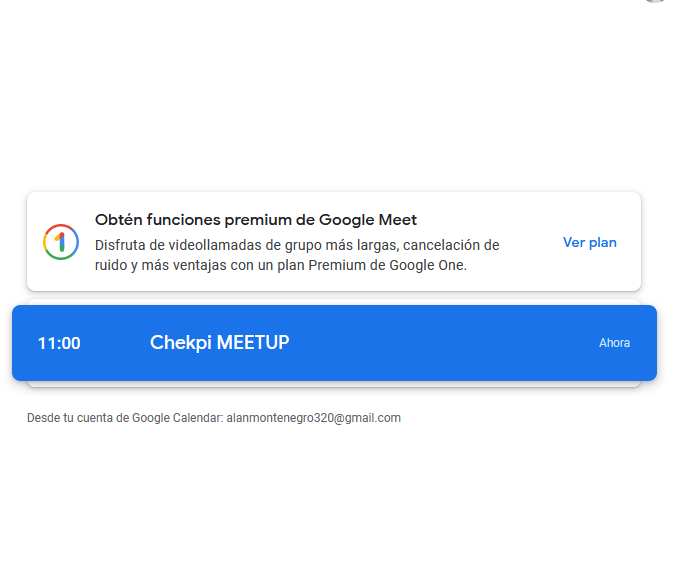 Obtén funciones premium de Google Meet
Disfruta de videollamadas de grupo más largas, cancelación de
ruido y más ventajas con un plan Premium de Google One.
Ver plan
11:00 Chekpi MEETUP Ahora
Desde tu cuenta de Google Calendar: alanmontenegro320@gmail.com